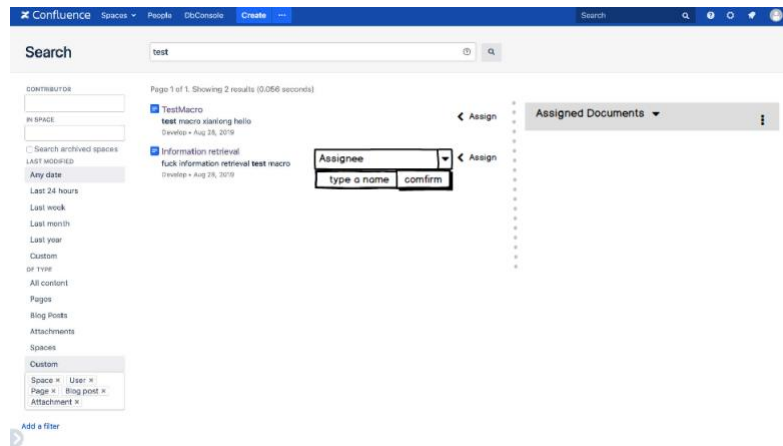 Confluence Spaces People DbConsole Create Search
Search
test
CONTRIBUTOR
IN SPACE
Search archived spaces
LAST MODIFIED
Any date
Last 24 hours
Last week
Last month
Last year
Custom
OF TYPE
All content
Pages
Blog Posts
Attachments
Spaces
Custom
Space × User ×
Page × Blog post ×
Attachment ×
Add a filter
Page 1 of 1. Showing 2 results (0.056 seconds)
TestMacro
test macro xianlong hello
Develop • Aug 28, 2019
Assign
Information retrieval
fuck information retrieval test macro
Develop • Aug 28, 2019
Assignee
Assign
type a name comfirm
Assigned Documents